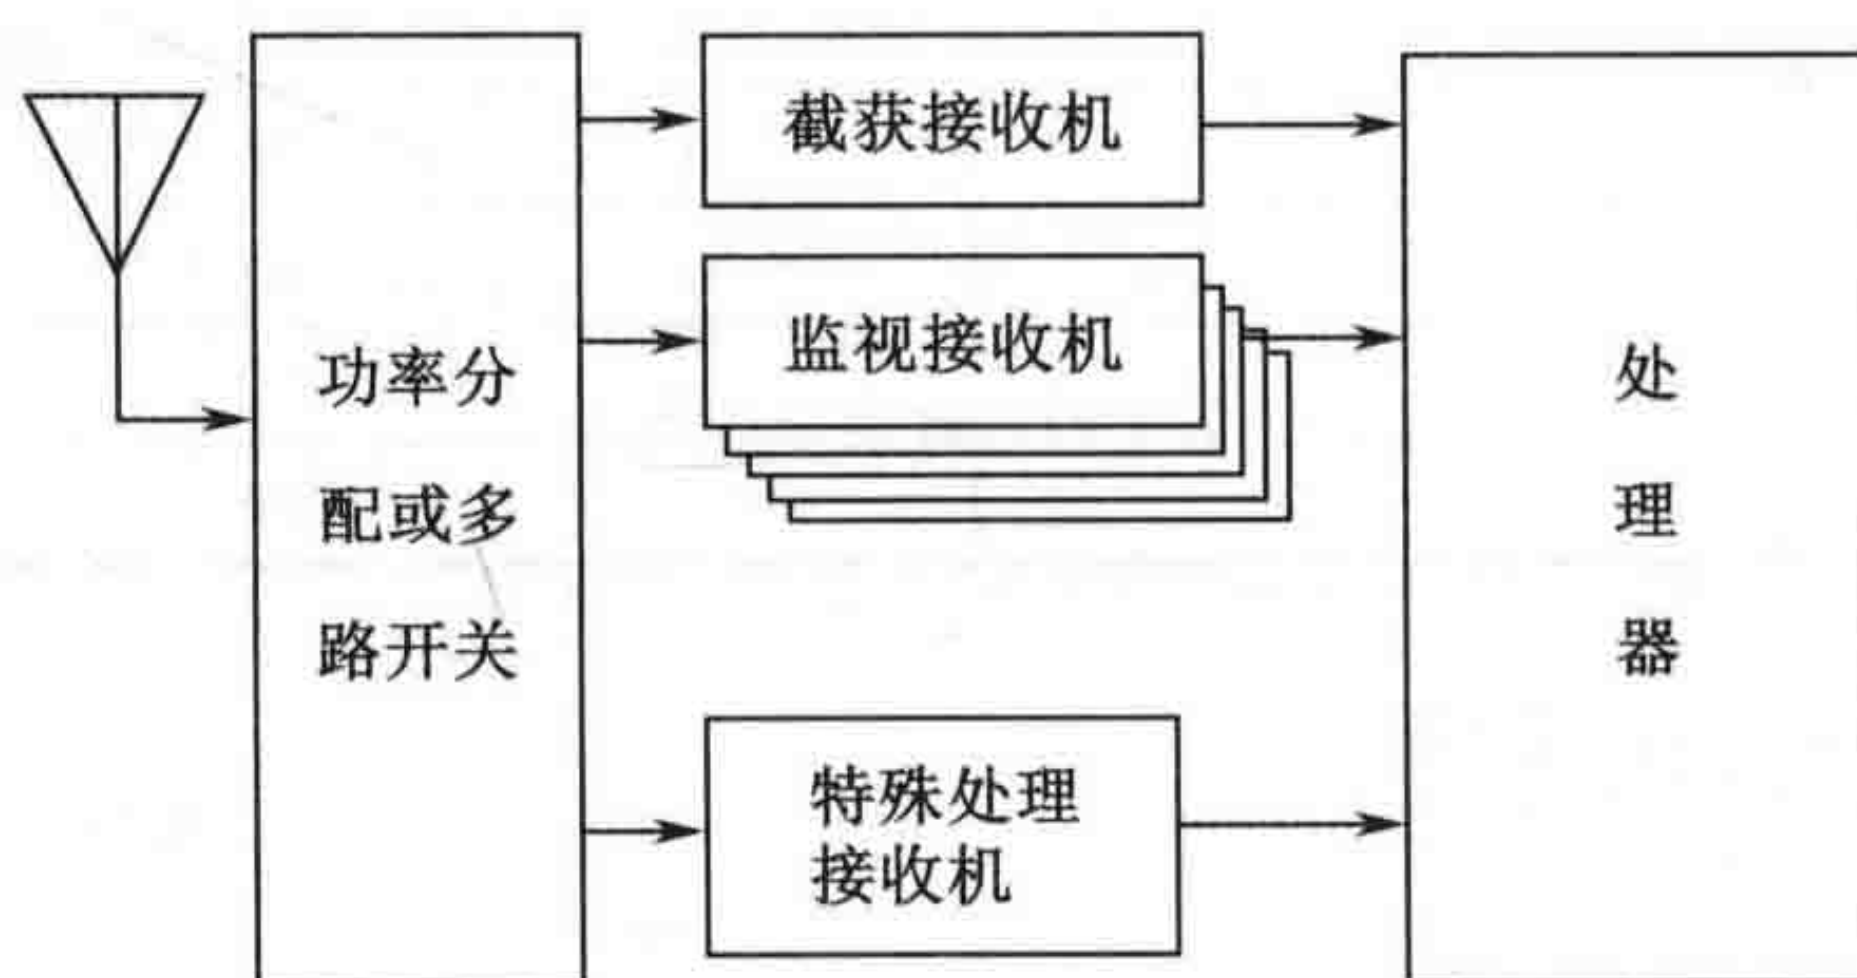 截获接收机
监视接收机
功率分
配或多
路开关
特殊处理
接收机
处
理
器